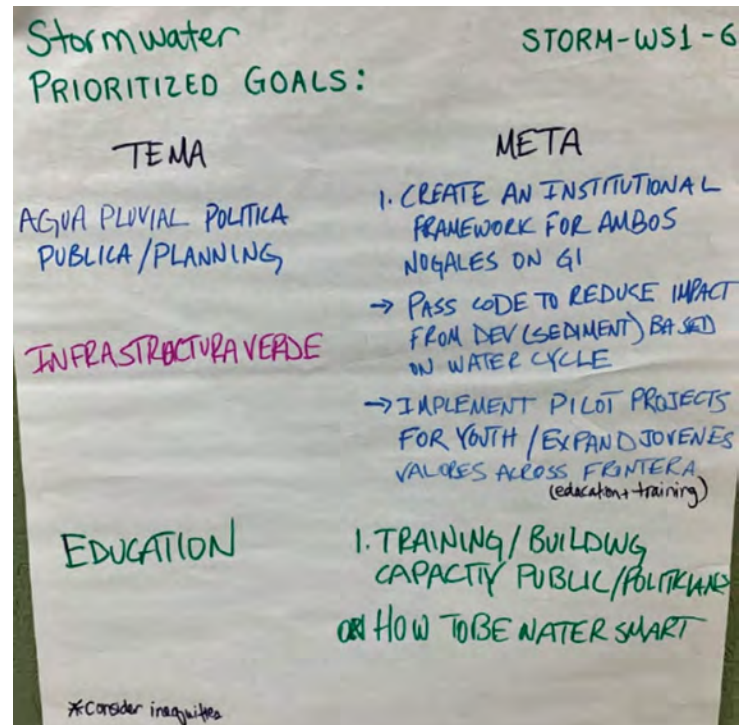 Stormwater
STORM-WS1-6
PRIORITIZED GOALS:
TEMA
META
AGUA PLUVIAL POLITICA
PUBLICA/PLANNING
1. CREATE AN INSTITUTIONAL
FRAMEWORK FOR AMBOS
NOGALES ON GI
→ PASS CODE TO REDUCE IMPACT
FROM DEV (SEDIMENT) BASED
ON WATER CYCLE
INFRASTRUCTURA VERDE
→ IMPLEMENT PILOT PROJECTS
FOR YOUTH / EXPAND JOVENES
VALORES ACROSS FRONTERA
(education + training)
EDUCATION
1. TRAINING / BUILDING
CAPACITY PUBLIC/POLITICIANS
ON HOW TO BE WATER SMART
*Consider inequities